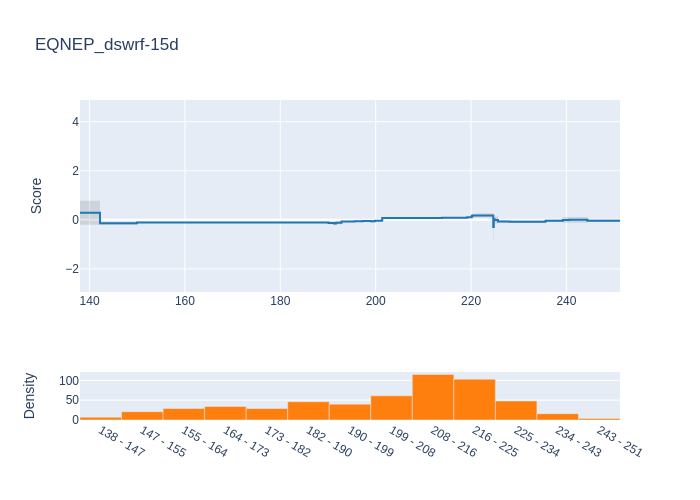 EQNEP_dswrf-15d
Score
4
2
0
−2
140
160
180
200
220
240
Density
100
50
0
138 - 147
147 - 155
155 - 164
164 - 173
173 - 182
182 - 190
190 - 199
199 - 208
208 - 216
216 - 225
225 - 234
234 - 243
243 - 251